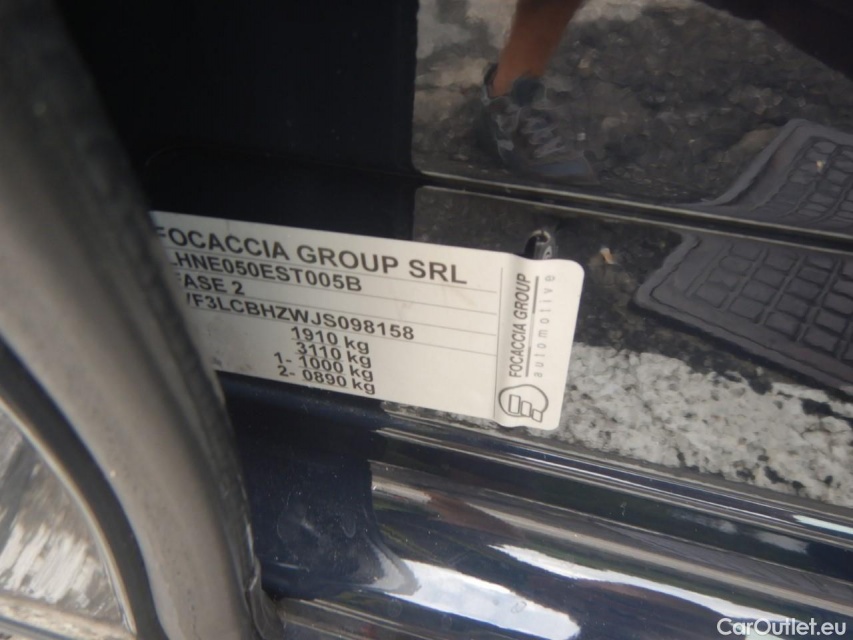 FOCACCIA GROUP SRL
LHNE050EST005B
FASE 2
VF3LCBHZWJS098158
1910 kg
3110 kg
1- 1000 kg
2- 0890 kg
FOCACCIA GROUP
automotive
CarOutlet.eu